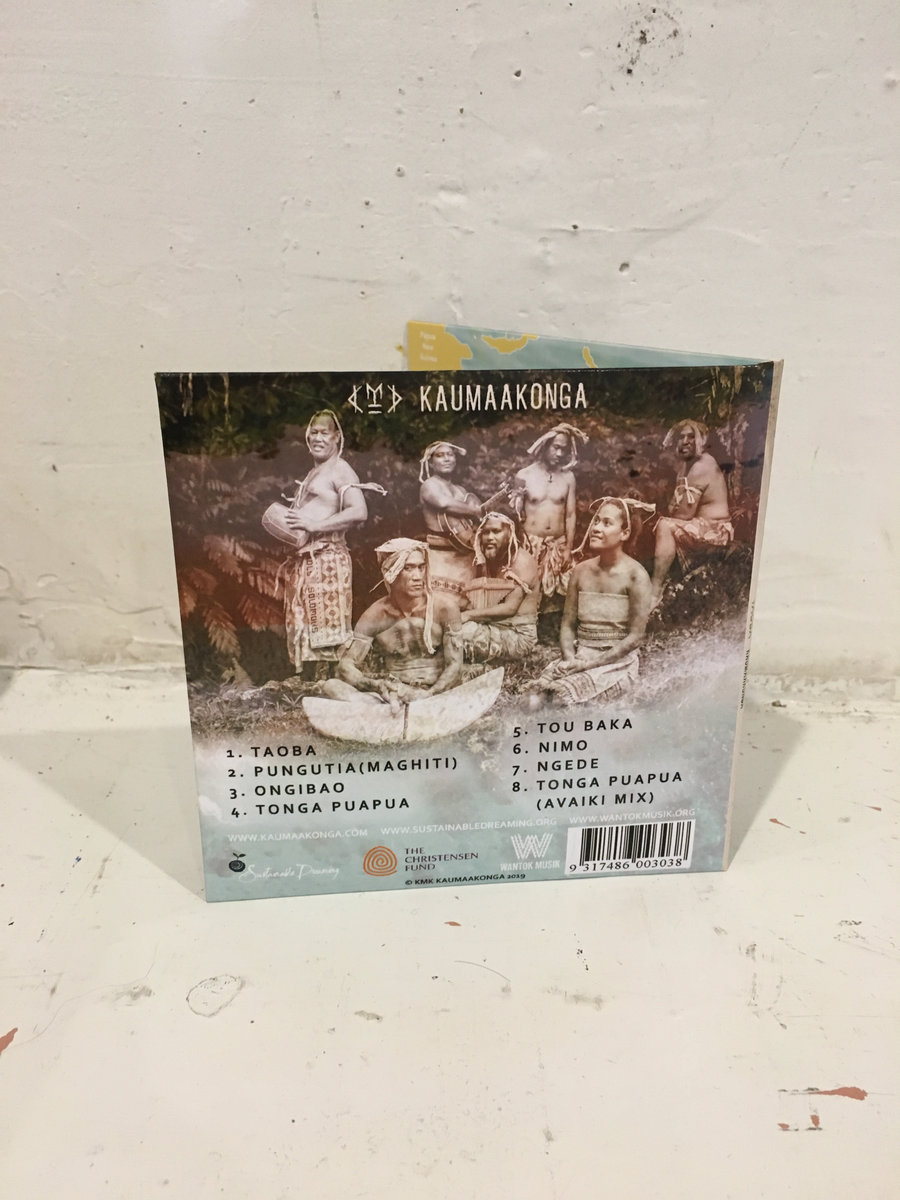 KAUMAAKONGA
1. TAOBA
2. PUNGUTIA(MAGHITI)
3. ONGIBAO
4. TONGA PUAPUA
5. TOU BAKA
6. NIMO
7. NGEDE
8. TONGA PUAPUA
(AVAIKI MIX)
WWW.KAUMAAKONGA.COM WWW.SUSTAINABLEDREAMING.ORG WWW.WANTOKMUSIK.ORG
Sustainable Dreaming
THE
CHRISTENSEN
FUND
WANTOK MUSIK
9 317486 003038
© KMK KAUMAAKONGA 2019